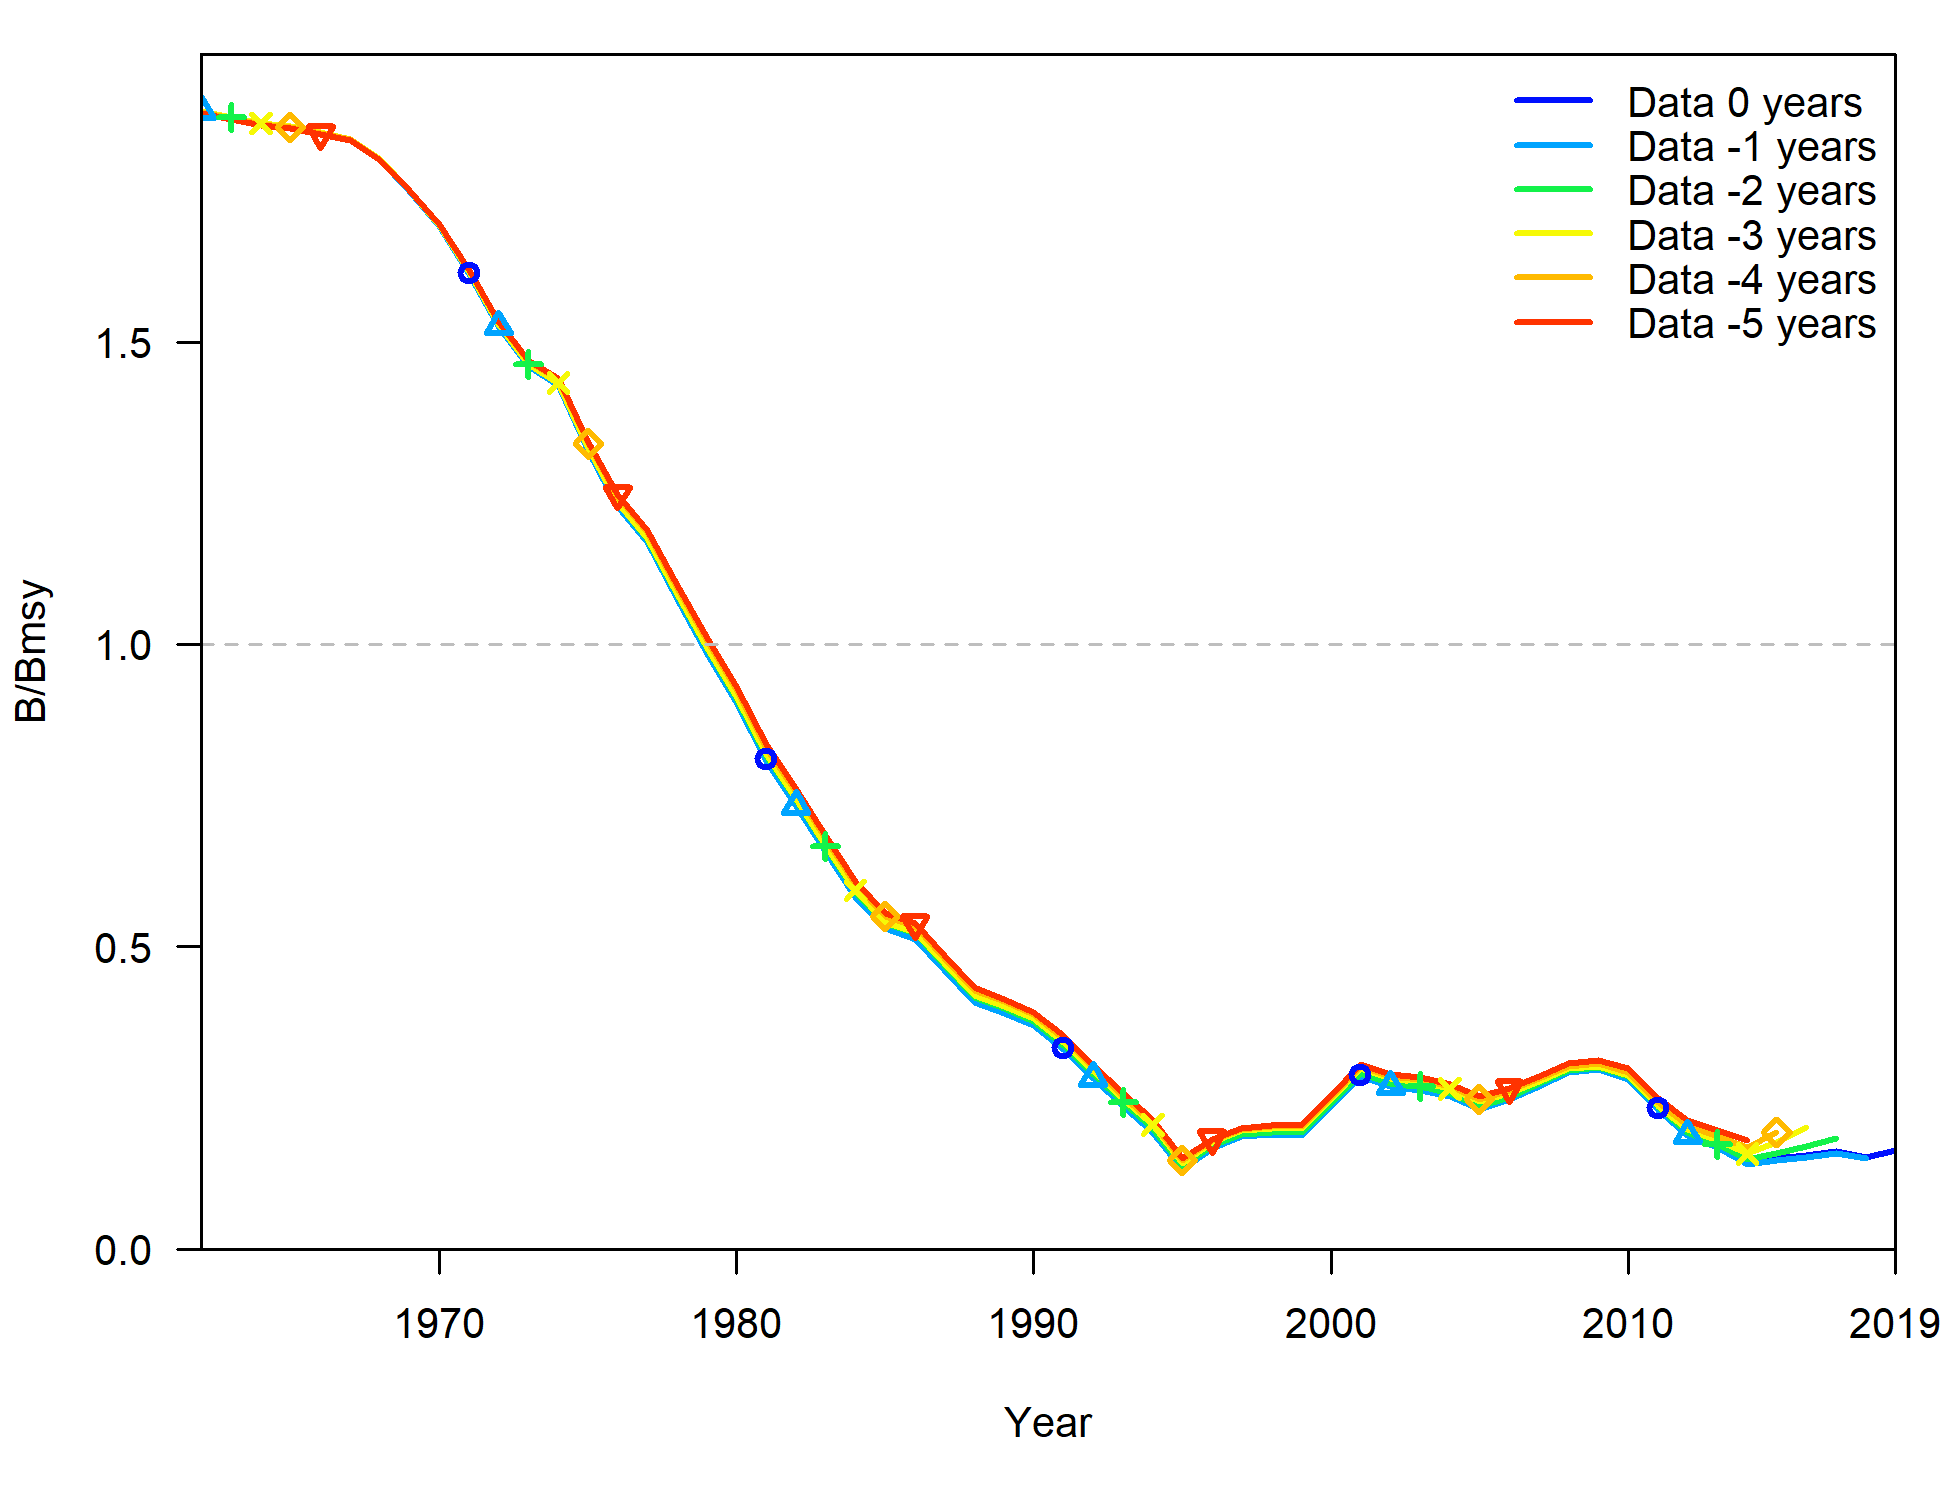 Data 0 years
Data -1 years
Data -2 years
Data -3 years
Data -4 years
Data -5 years
1.5
1.0
0.5
0.0
B/Bmsy
1970 1980 1990 2000 2010 2019
Year